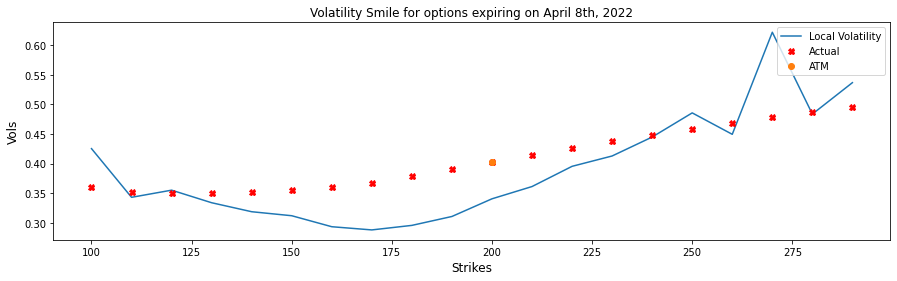 Volatility Smile for options expiring on April 8th, 2022
Local Volatility
Actual
ATM
0.60
0.55
0.50
0.45
0.40
0.35
0.30
Vols
100
125
150
175
200
225
250
275
Strikes